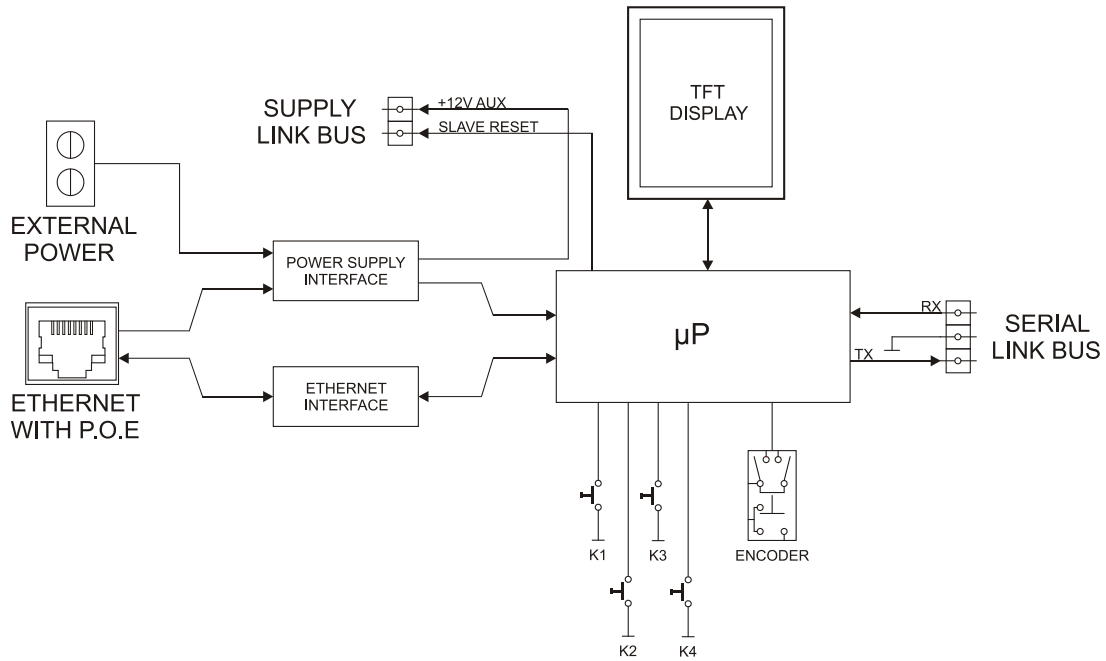 TFT
DISPLAY
SUPPLY
LINK BUS
+12V AUX
SLAVE RESET
EXTERNAL
POWER
POWER SUPPLY
INTERFACE
µP
RX
TX
SERIAL
LINK BUS
ETHERNET
WITH P.O.E
ETHERNET
INTERFACE
K1
K3
ENCODER
K2
K4